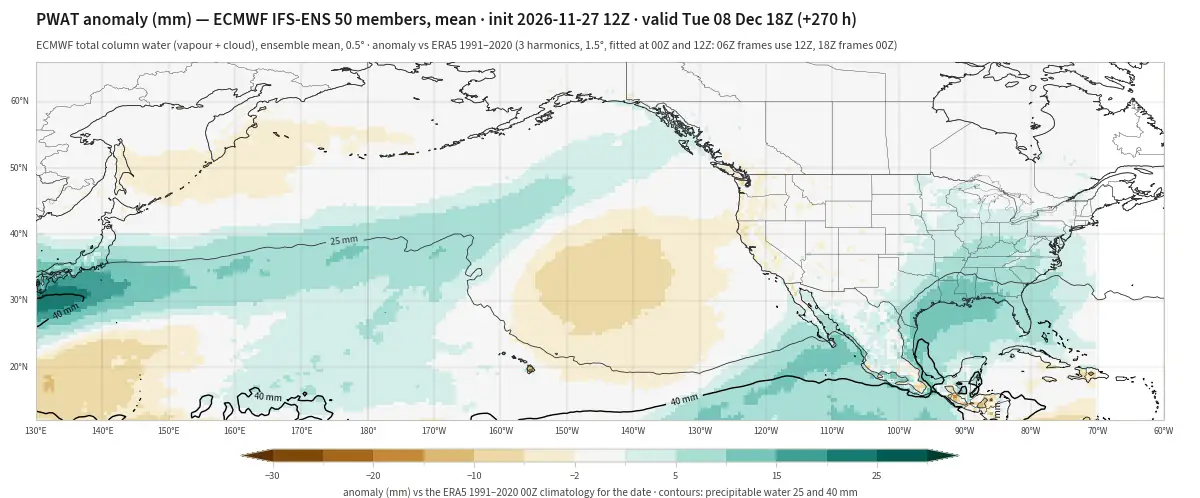 PWAT anomaly (mm) — ECMWF IFS-ENS 50 members, mean · init 2026-11-27 12Z · valid Tue 08 Dec 18Z (+270 h)
ECMWF total column water (vapour + cloud), ensemble mean, 0.5° · anomaly vs ERA5 1991–2020 (3 harmonics, 1.5°, fitted at 00Z and 12Z: 06Z frames use 12Z, 18Z frames 00Z)
60°N
50°N
40°N
30°N
20°N
25 mm
40 mm
40 mm
40 mm
130°E 140°E 150°E 160°E 170°E 180° 170°W 160°W 150°W 140°W 130°W 120°W 110°W 100°W 90°W 80°W 70°W 60°W
−30 −20 −10 −2 5 15 25
anomaly (mm) vs the ERA5 1991–2020 00Z climatology for the date · contours: precipitable water 25 and 40 mm